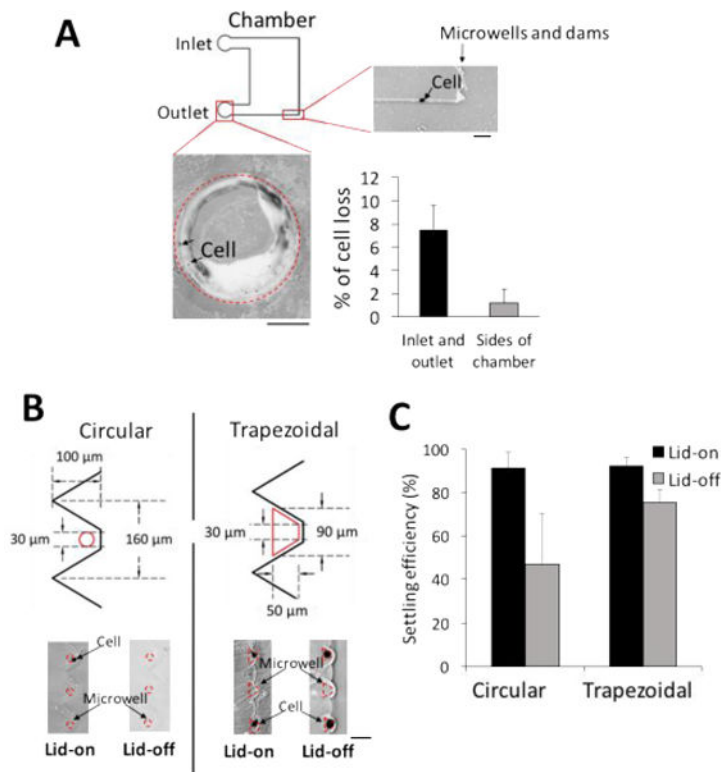 A
Chamber
Inlet
Outlet
Microwells and dams
Cell
Cell
% of cell loss
12
10
8
6
4
2
0
Inlet and outlet
Sides of chamber
B
Circular
Trapezoidal
100 µm
30 µm
160 µm
30 µm
90 µm
50 µm
Cell
Microwell
Lid-on
Lid-off
Microwell
Cell
Lid-on
Lid-off
C
Settling efficiency (%)
100
80
60
40
20
0
Lid-on
Lid-off
Circular
Trapezoidal